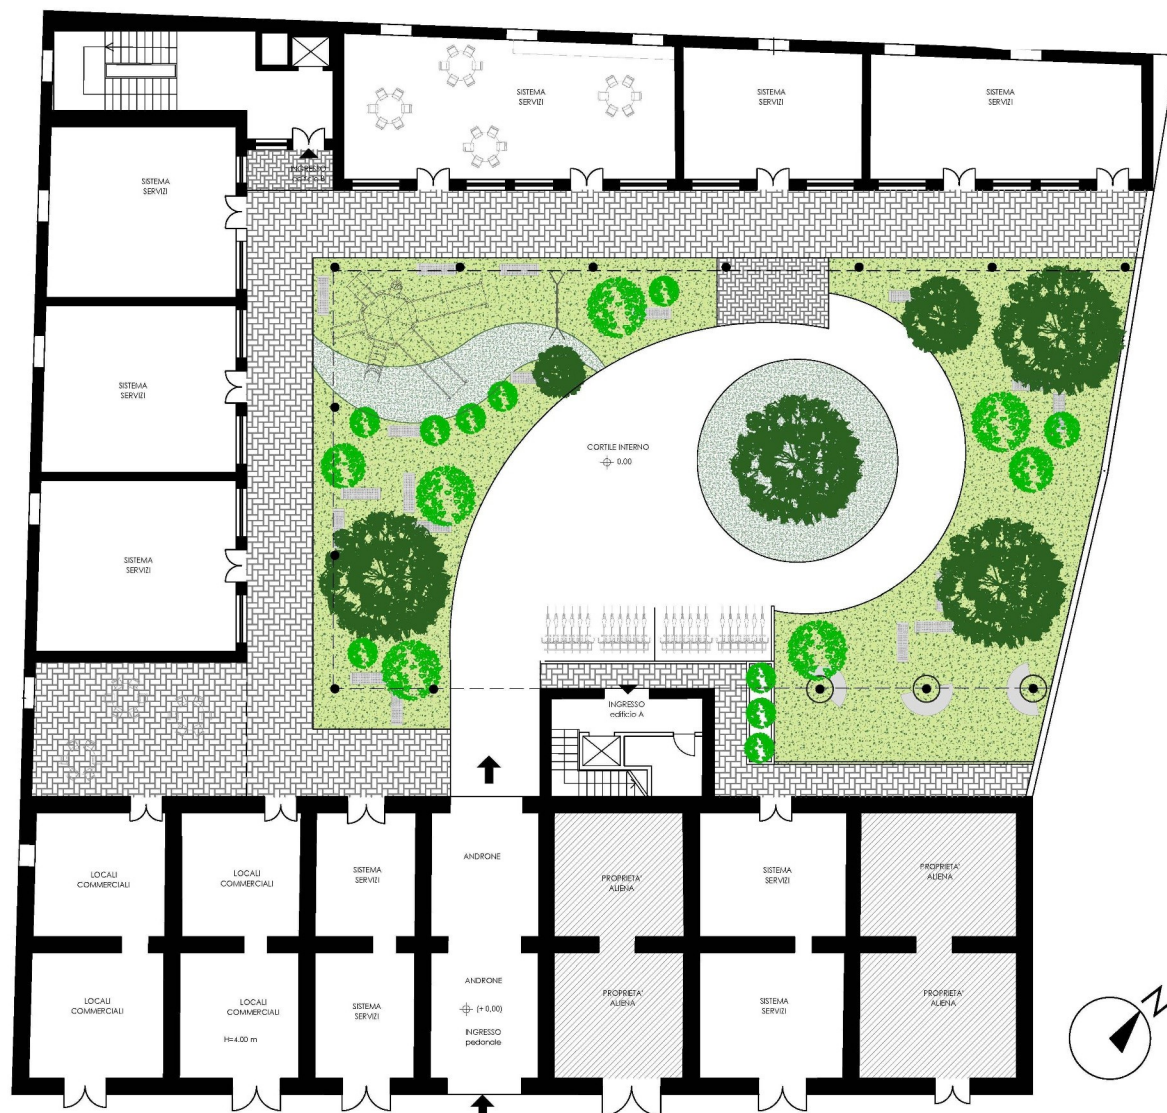 SISTEMA
SERVIZI
SISTEMA
SERVIZI
SISTEMA
SERVIZI
INGRESSO
SISTEMA
SERVIZI
SISTEMA
SERVIZI
SISTEMA
SERVIZI
CORTILE INTERNO
0.00
INGRESSO
edificio A
LOCALI
COMMERCIALI
LOCALI
COMMERCIALI
SISTEMA
SERVIZI
ANDRONE
PROPRIETA'
ALIENA
SISTEMA
SERVIZI
PROPRIETA'
ALIENA
LOCALI
COMMERCIALI
LOCALI
COMMERCIALI
H=4.00 m
SISTEMA
SERVIZI
ANDRONE
(+ 0,00)
INGRESSO
pedonale
PROPRIETA'
ALIENA
SISTEMA
SERVIZI
PROPRIETA'
ALIENA
N